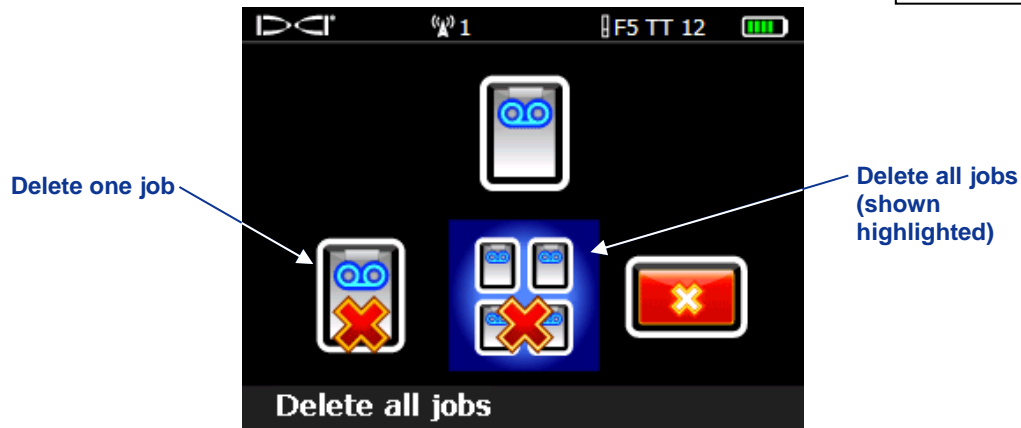 DCI
1
F5 TT 12
Delete one job
Delete all jobs
(shown
highlighted)
Delete all jobs